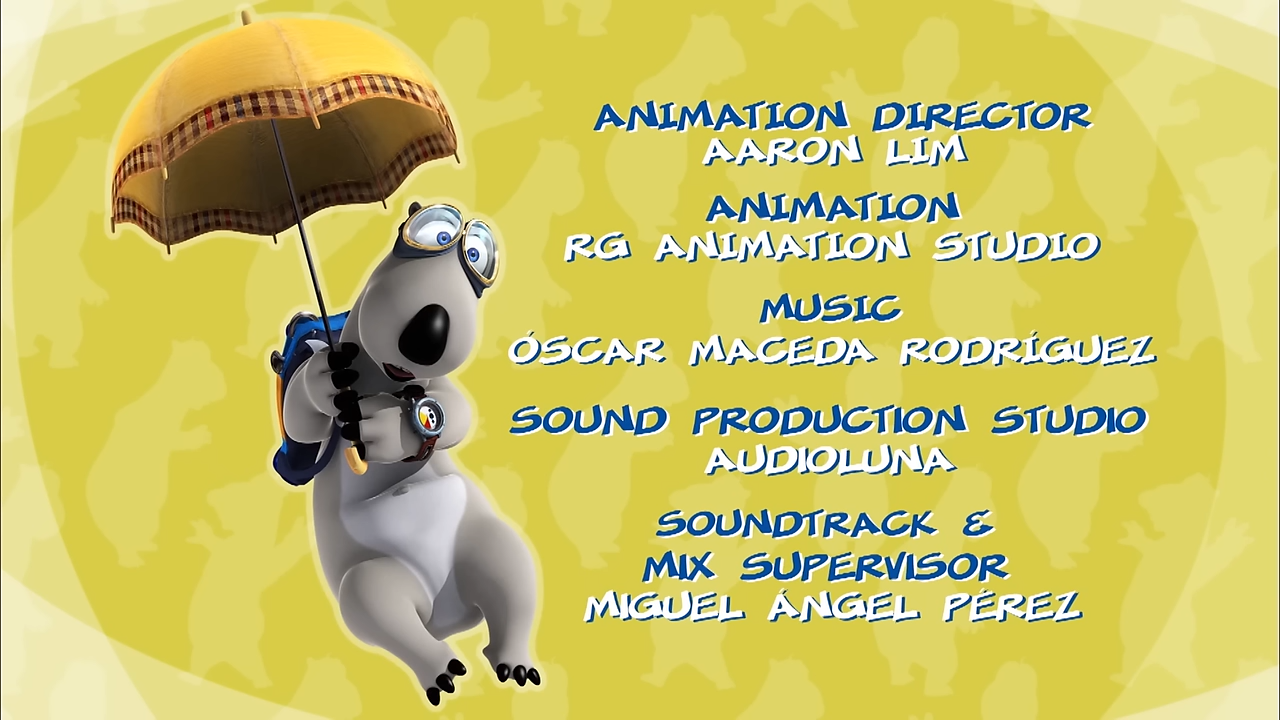 ANIMATION DIRECTOR
AARON LIM
ANIMATION
RG ANIMATION STUDIO
MUSIC
ÓSCAR MACEDA RODRÍGUEZ
SOUND PRODUCTION STUDIO
AUDIOLUNA
SOUNDTRACK &
MIX SUPERVISOR
MIGUEL ÁNGEL PÉREZ